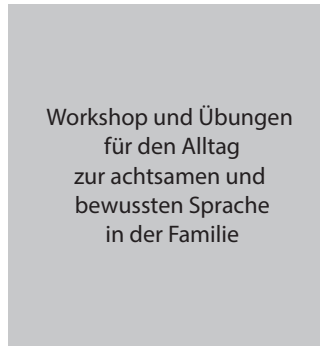 Workshop und Übungen
für den Alltag
zur achtsamen und
bewussten Sprache
in der Familie